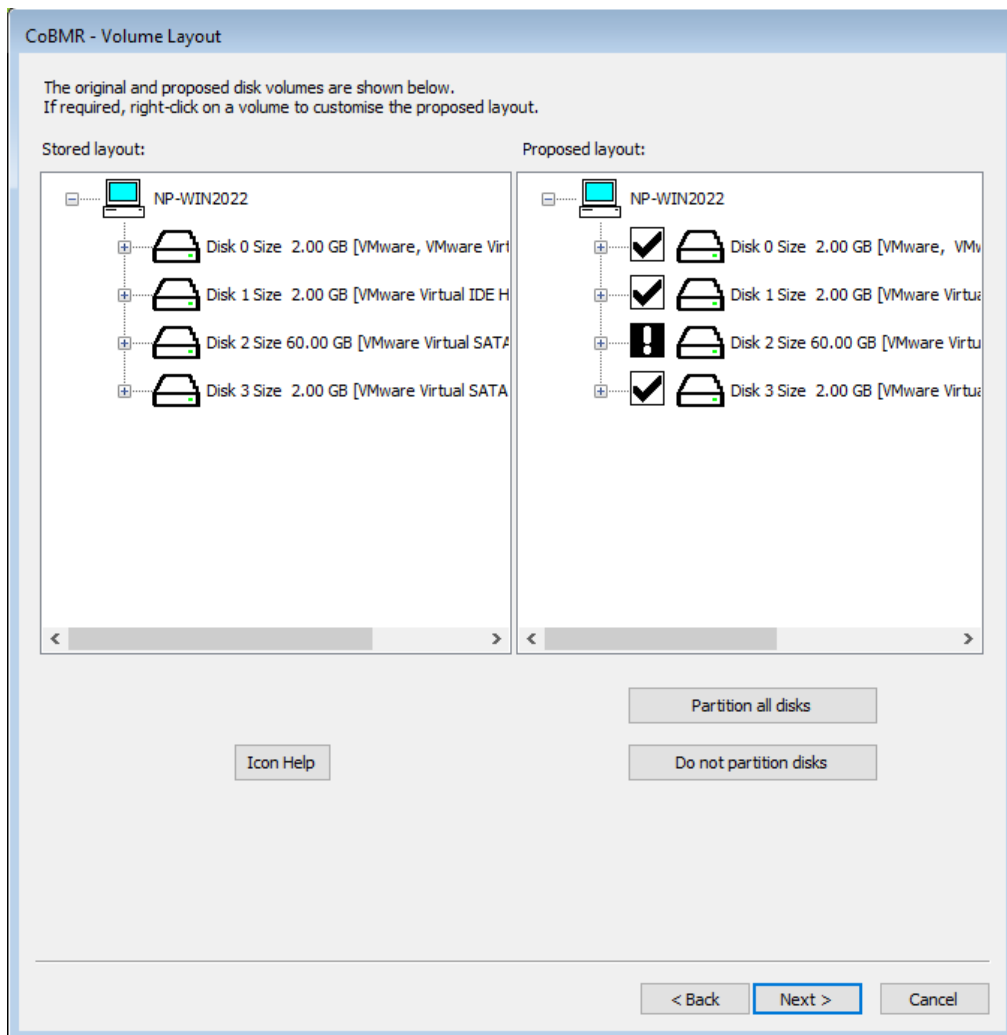 CoBMR - Volume Layout
The original and proposed disk volumes are shown below.
If required, right-click on a volume to customise the proposed layout.
Stored layout:
Proposed layout:
NP-WIN2022
Disk 0 Size 2.00 GB [VMware, VMware Virt
Disk 1 Size 2.00 GB [VMware Virtual IDE H
Disk 2 Size 60.00 GB [VMware Virtual SATA
Disk 3 Size 2.00 GB [VMware Virtual SATA
NP-WIN2022
Disk 0 Size 2.00 GB [VMware, VMw
Disk 1 Size 2.00 GB [VMware Virtua
Disk 2 Size 60.00 GB [VMware Virtu
Disk 3 Size 2.00 GB [VMware Virtua
Partition all disks
Icon Help
Do not partition disks
< Back
Next >
Cancel